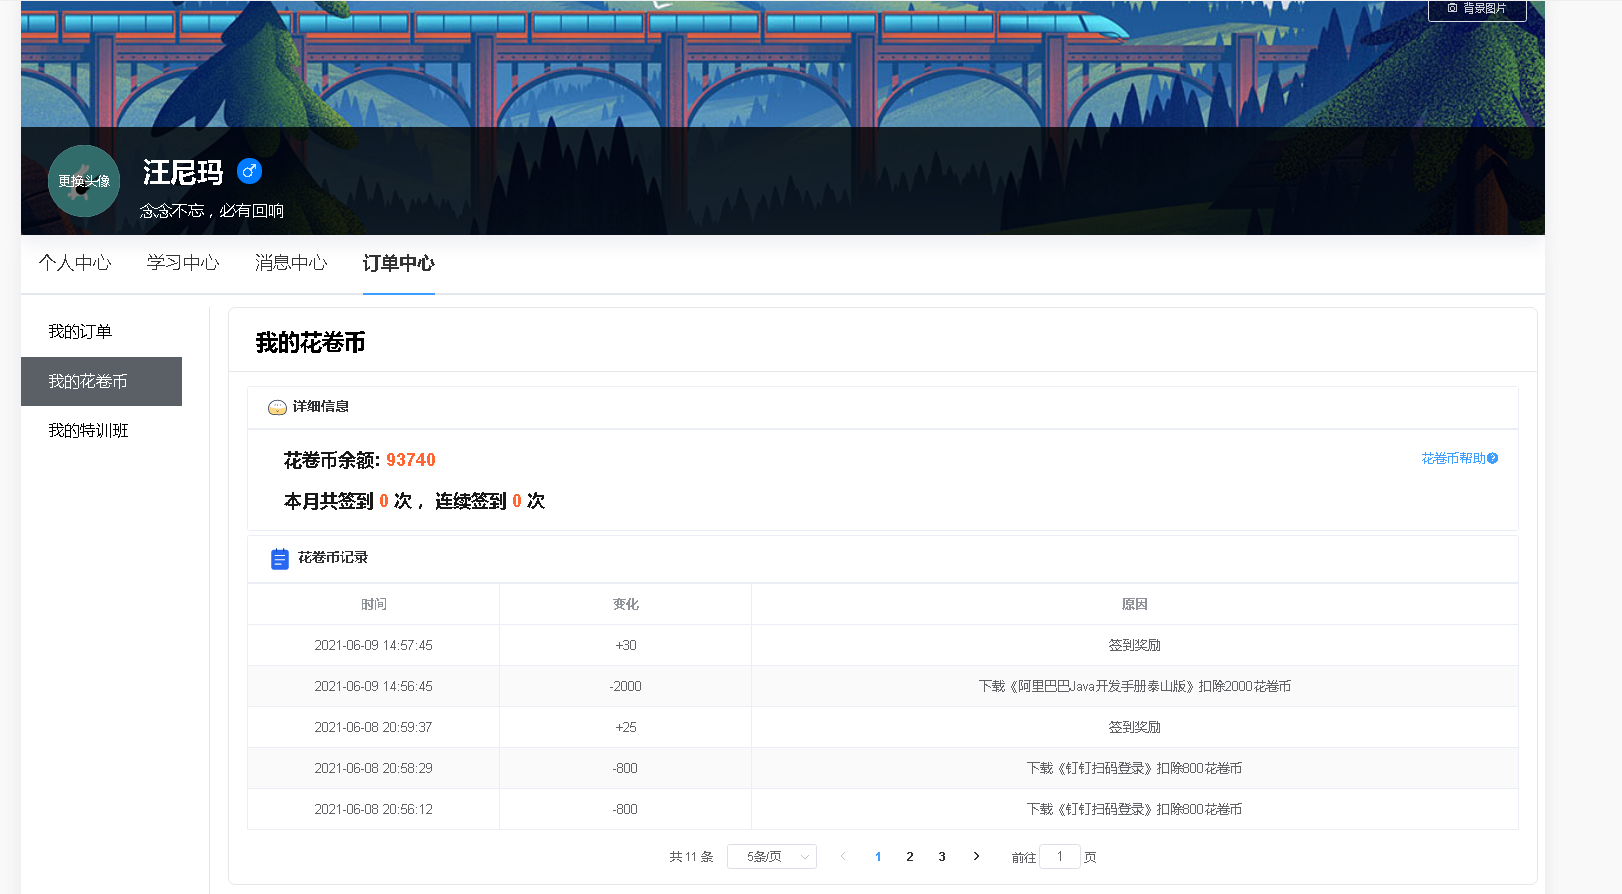 背景图片
更换头像
汪尼玛
念念不忘，必有回响
个人中心 学习中心 消息中心 订单中心
我的订单
我的花卷币
我的特训班
我的花卷币
详细信息
花卷币余额: 93740
花卷币帮助
本月共签到 0 次， 连续签到 0 次
花卷币记录
时间 变化 原因
2021-06-09 14:57:45 +30 签到奖励
2021-06-09 14:56:45 -2000 下载《阿里巴巴Java开发手册泰山版》扣除2000花卷币
2021-06-08 20:59:37 +25 签到奖励
2021-06-08 20:58:29 -800 下载《钉钉扫码登录》扣除800花卷币
2021-06-08 20:56:12 -800 下载《钉钉扫码登录》扣除800花卷币
共 11 条 5条/页 1 2 3 前往 1 页